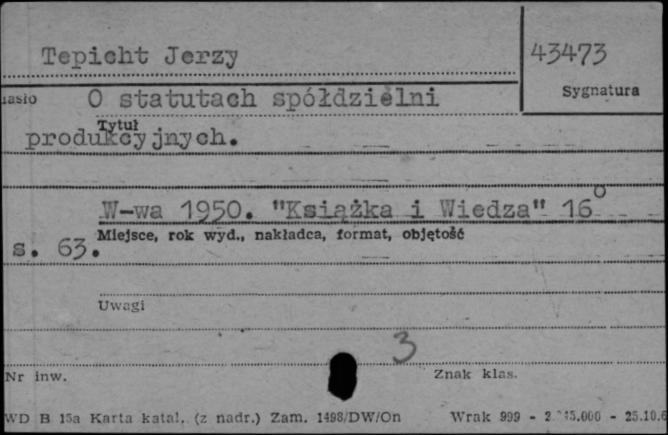 Tepicht Jerzy
43473
Sygnatura
O statutach spółdzielni
Tytuł
produkcyjnych.
W-wa 1950. "Książka i Wiedza" 16°
Miejsce, rok wyd., nakładca, format, objętość
s. 63.
Uwagi
3
Nr inw.
Znak klas.
WD B 15a Karta katal. (z nadr.) Zam. 1498/DW/On Wrak 999